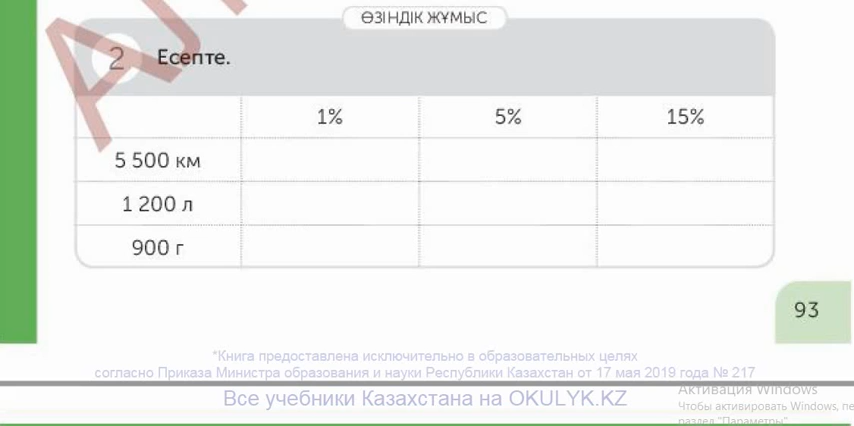 ӨЗІНДІК ЖҰМЫС
2 Есепте.
1% 5% 15%
5 500 км
1 200 л
900 г
93
*Книга предоставлена исключительно в образовательных целях
согласно Приказа Министра образования и науки Республики Казахстан от 17 мая 2019 года № 217
Все учебники Казахстана на OKULYK.KZ
Активация Windows
Чтобы активировать Windows, пе
раздел "Параметры"